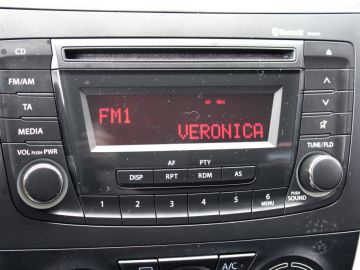 Bluetooth
CD
FM/AM
AF REG
TA
FM1
MEDIA
VERONICA
VOL PUSH PWR
AF PTY
TUNE/FLD
DISP RPT RDM AS
PUSH SOUND
1 2 3 4 5 6 MENU
A/C